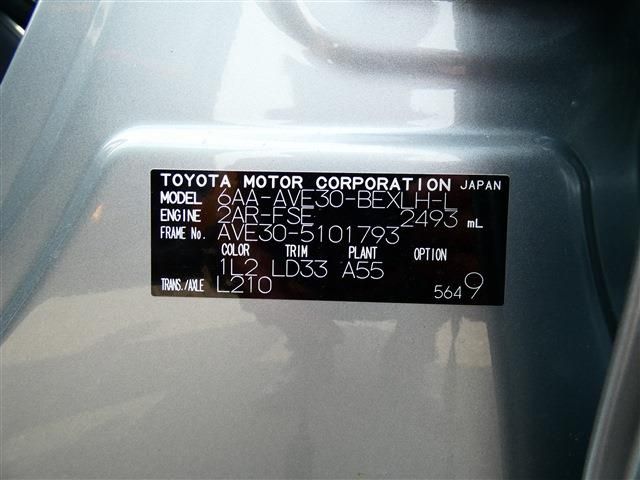 TOYOTA MOTOR CORPORATION JAPAN
MODEL 6AA-AVE30-BEXLH-L
ENGINE 2AR-FSE 2493 mL
FRAME No. AVE30-5101793
COLOR TRIM PLANT OPTION
1L2 LD33 A55
TRANS./AXLE L210 5649